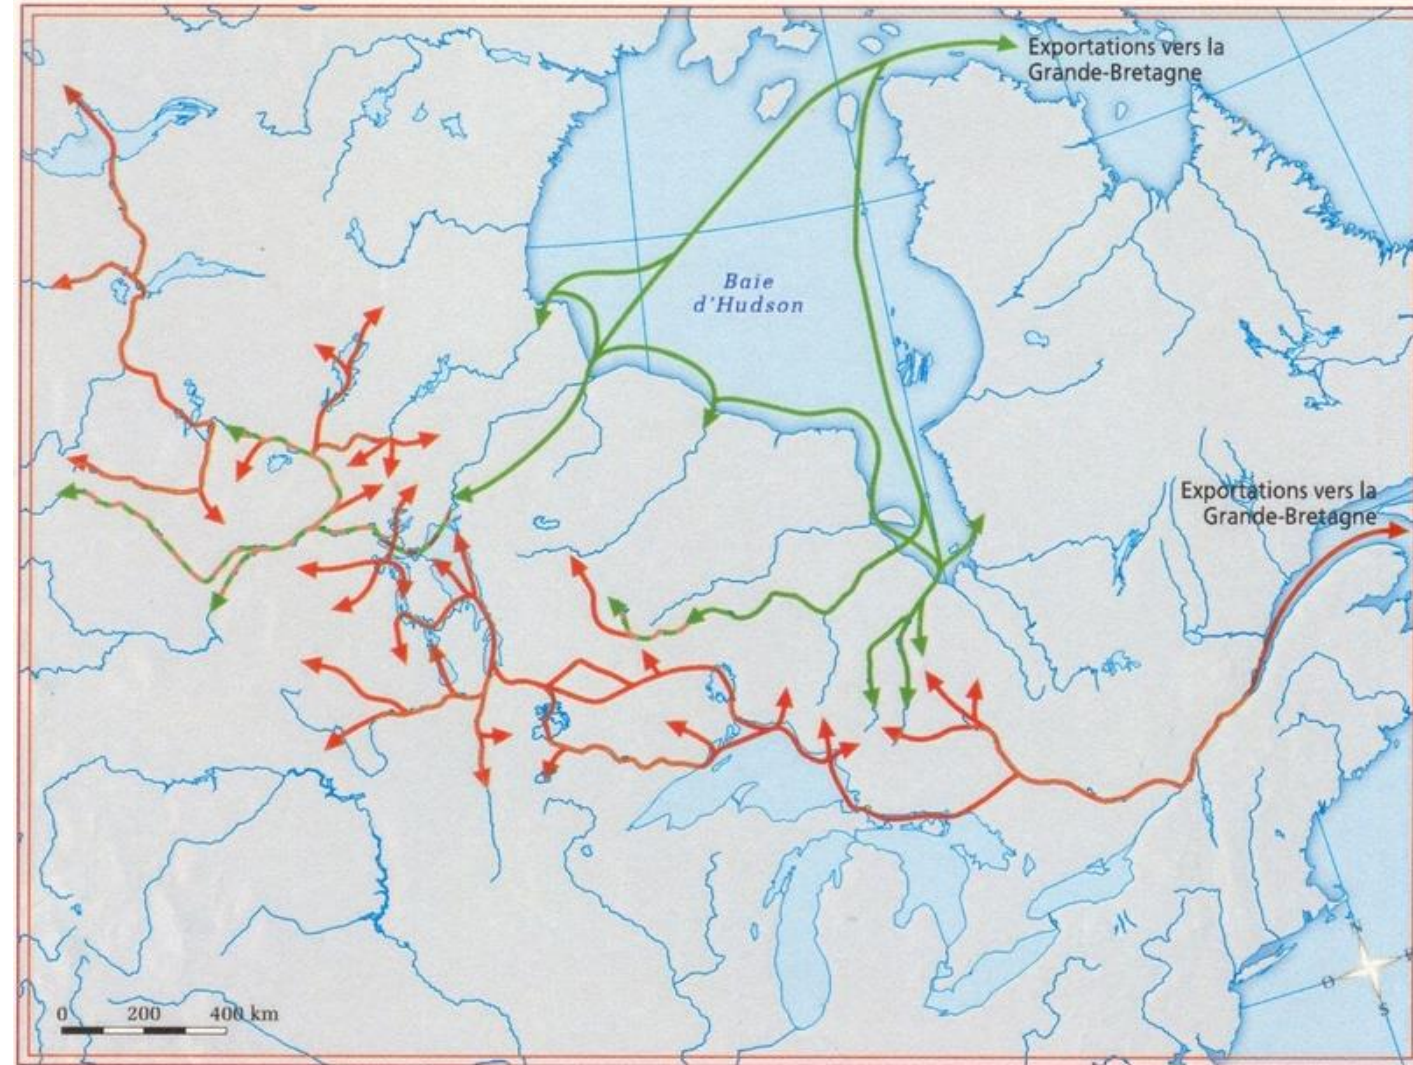 Exportations vers la
Grande-Bretagne
Baie
d'Hudson
Exportations vers la
Grande-Bretagne
N
O
E
S
0 200 400 km